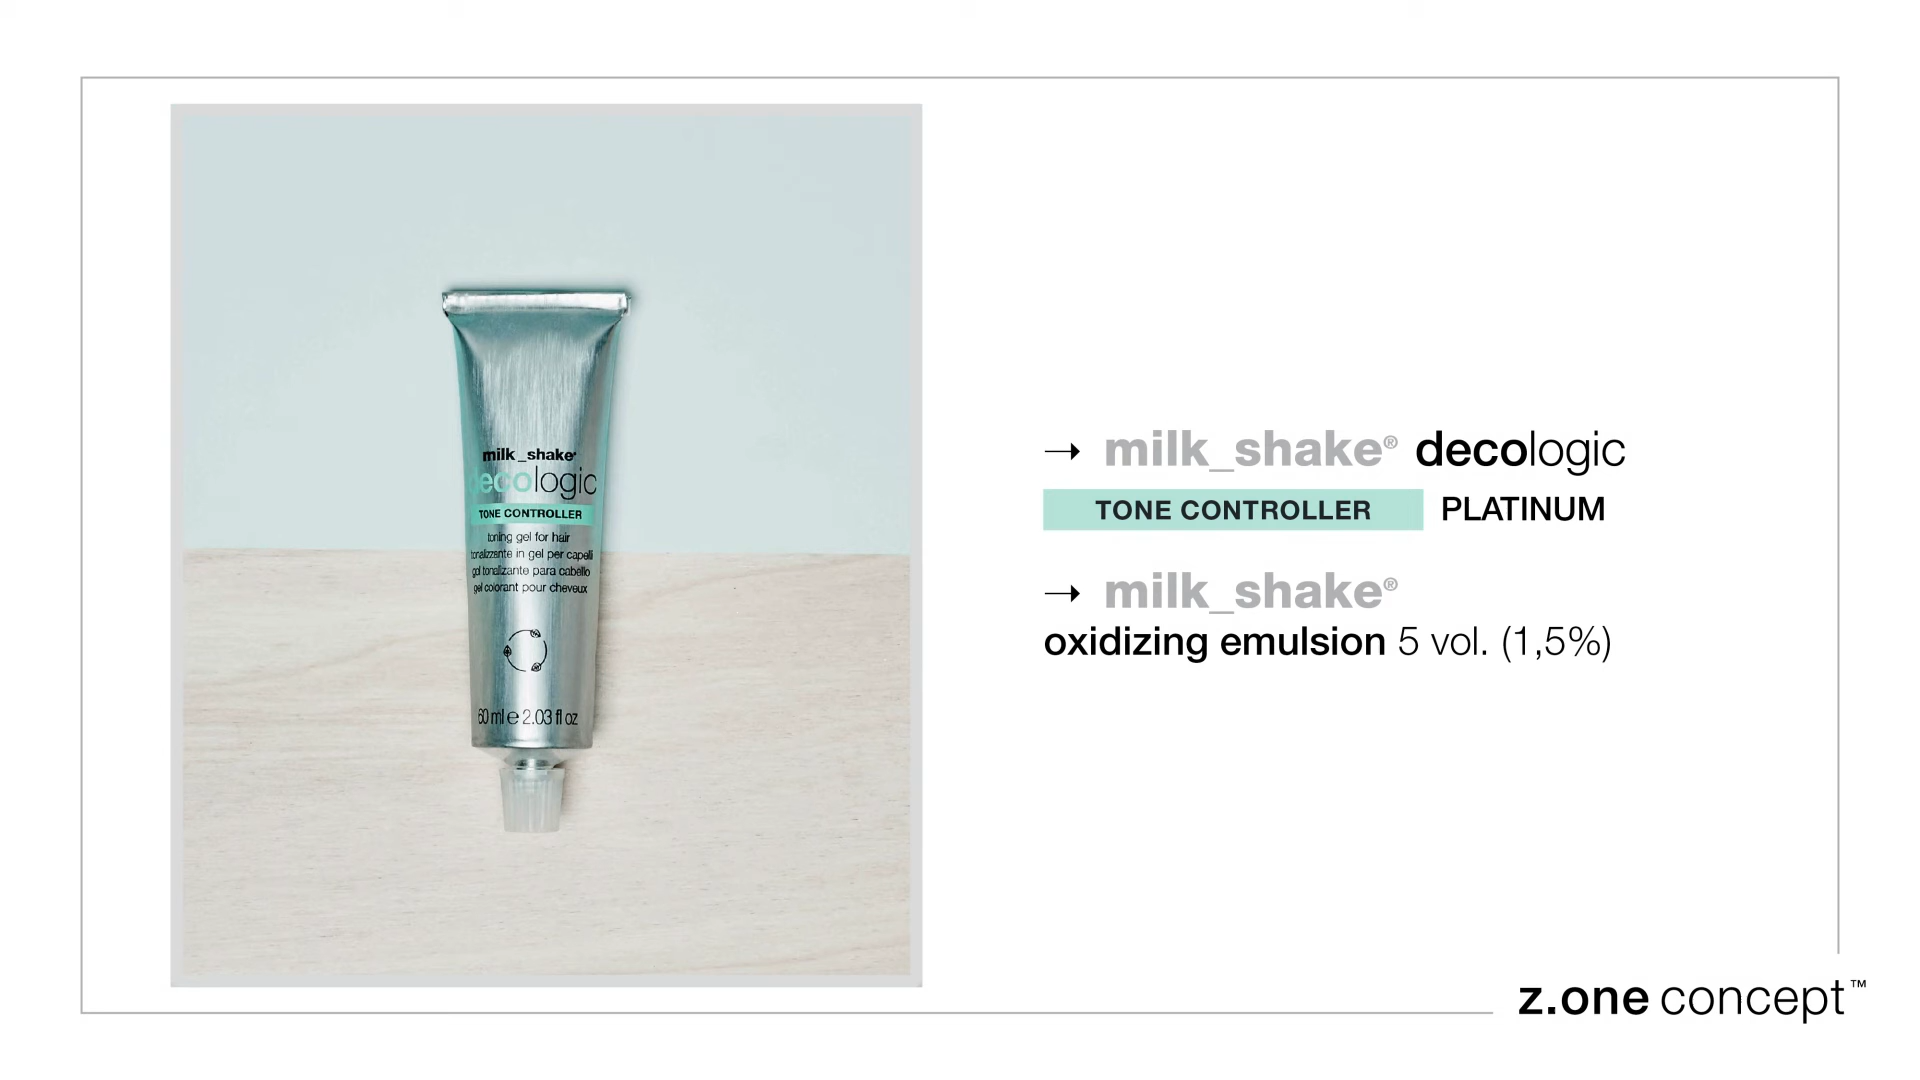 milk_shake®
decologic
TONE CONTROLLER
toning gel for hair
tonalizzante in gel per capelli
gel tonalizante para cabello
gel colorant pour cheveux
60 ml e 2.03 fl oz
→ milk_shake® decologic
TONE CONTROLLER PLATINUM
→ milk_shake®
oxidizing emulsion 5 vol. (1,5%)
z.one concept™